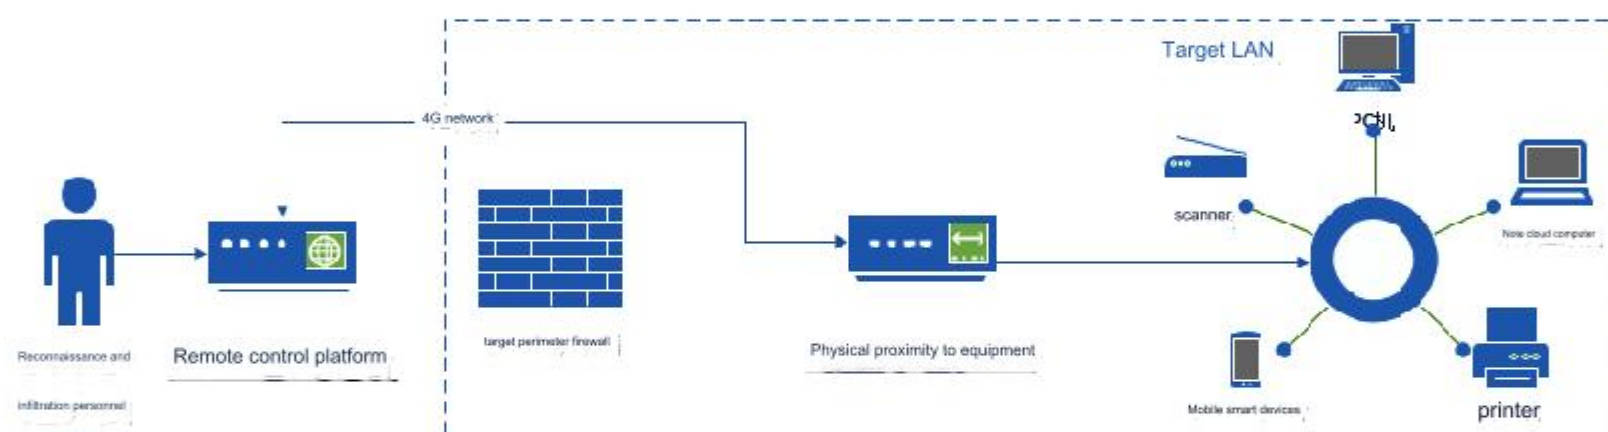 Target LAN
4G network
scanner
Note cloud computer
target perimeter firewall
Physical proximity to equipment
Remote control platform
Reconnaissance and
infiltration personnel
Mobile smart devices
printer